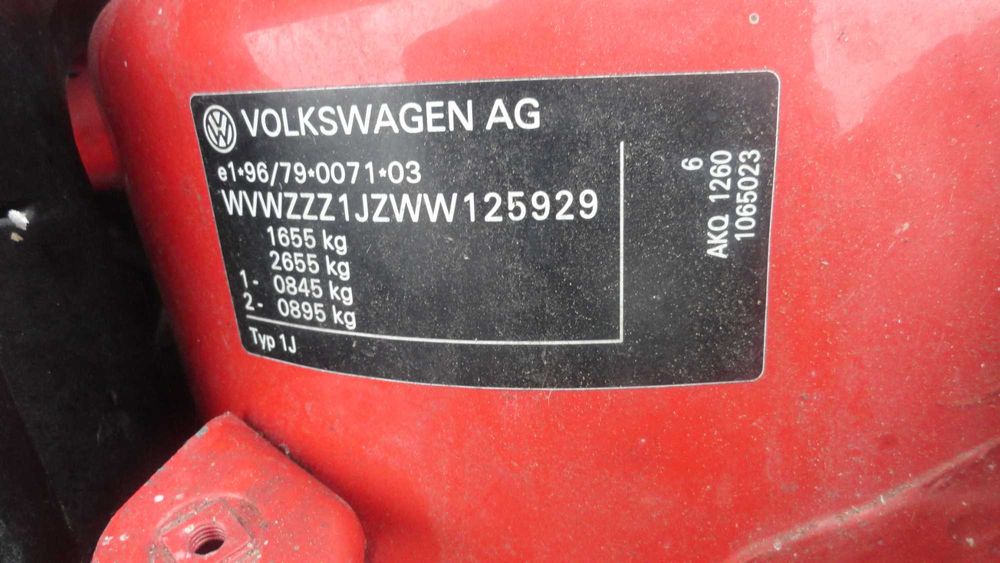 VOLKSWAGEN AG
e1*96/79*0071*03
WVWZZZ1JZWW125929
1655 kg
2655 kg
1- 0845 kg
2- 0895 kg
Typ 1J
6
AKQ 1260
1065023